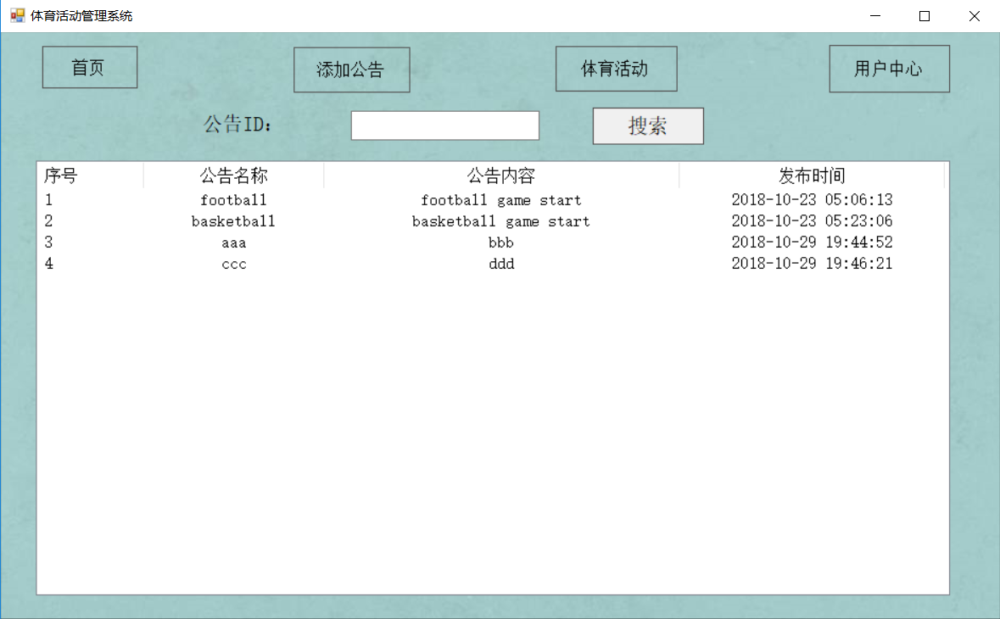 体育活动管理系统
首页 添加公告 体育活动 用户中心
公告ID： 搜索
序号 公告名称 公告内容 发布时间
1 football football game start 2018-10-23 05:06:13
2 basketball basketball game start 2018-10-23 05:23:06
3 aaa bbb 2018-10-29 19:44:52
4 ccc ddd 2018-10-29 19:46:21